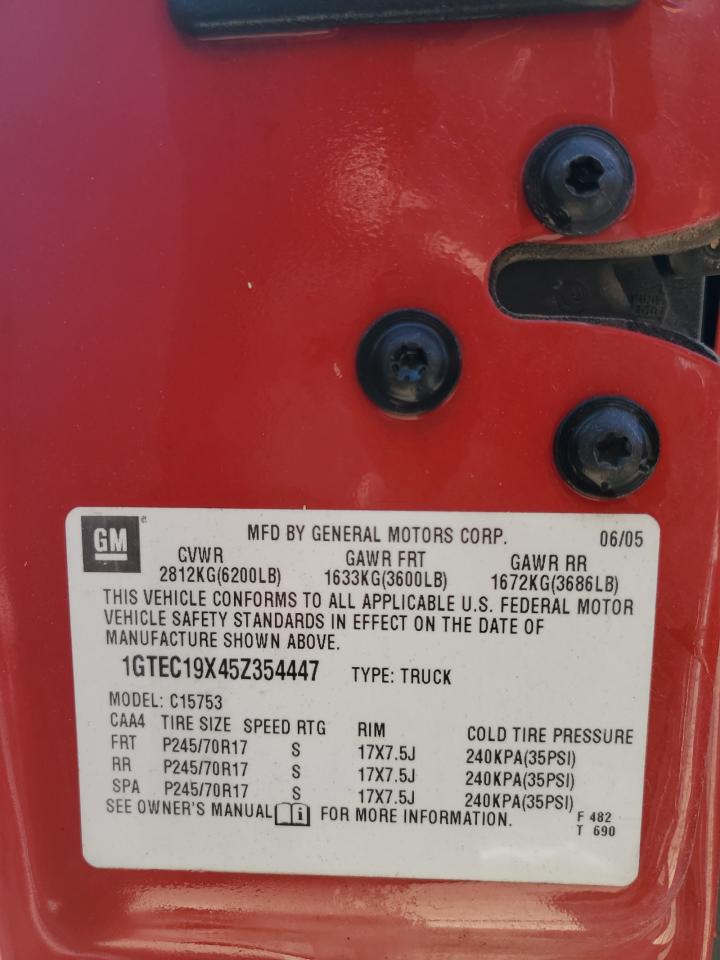 GM
MFD BY GENERAL MOTORS CORP. 06/05
GVWR GAWR FRT GAWR RR
2812KG(6200LB) 1633KG(3600LB) 1672KG(3686LB)
THIS VEHICLE CONFORMS TO ALL APPLICABLE U.S. FEDERAL MOTOR
VEHICLE SAFETY STANDARDS IN EFFECT ON THE DATE OF
MANUFACTURE SHOWN ABOVE.
1GTEC19X45Z354447 TYPE: TRUCK
MODEL: C15753
CAA4 TIRE SIZE SPEED RTG RIM COLD TIRE PRESSURE
FRT P245/70R17 S 17X7.5J 240KPA(35PSI)
RR P245/70R17 S 17X7.5J 240KPA(35PSI)
SPA P245/70R17 S 17X7.5J 240KPA(35PSI)
SEE OWNER'S MANUAL i FOR MORE INFORMATION.
F 482
T 690